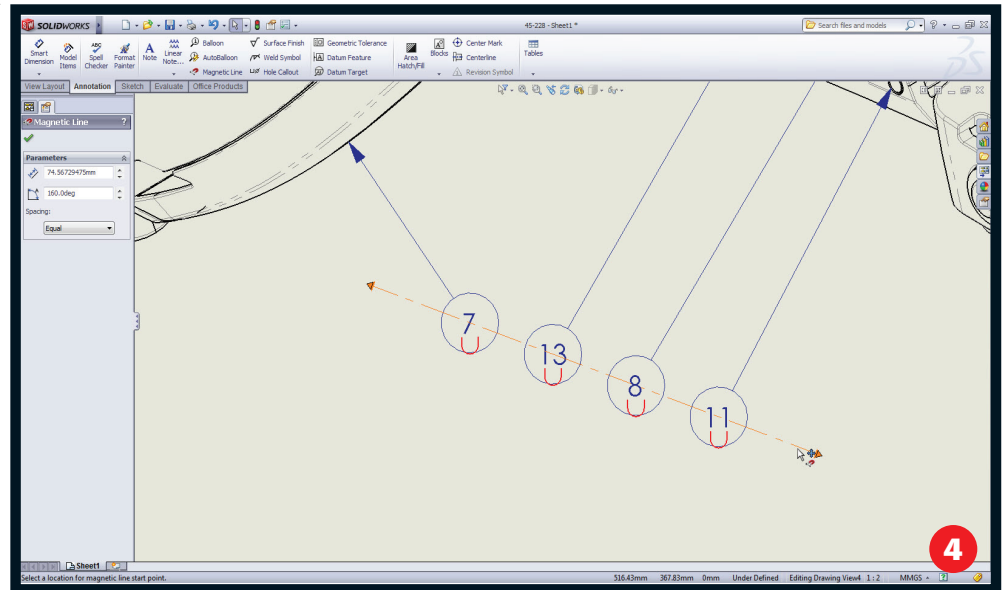 SOLIDWORKS
45-228 - Sheet1 *
Search files and models
?
Smart Dimension
Model Items
Spell Checker
Format Painter
Note
Linear Note...
Balloon
AutoBalloon
Magnetic Line
Surface Finish
Weld Symbol
Hole Callout
Geometric Tolerance
Datum Feature
Datum Target
Area Hatch/Fill
Blocks
Center Mark
Centerline
Revision Symbol
Tables
View Layout Annotation Sketch Evaluate Office Products
Magnetic Line ?
Parameters
74.56729475mm
160.0deg
Spacing:
Equal
7
13
8
11
4
Sheet1
Select a location for magnetic line start point.
516.43mm 367.83mm 0mm Under Defined Editing Drawing View4 1 : 2 MMGS